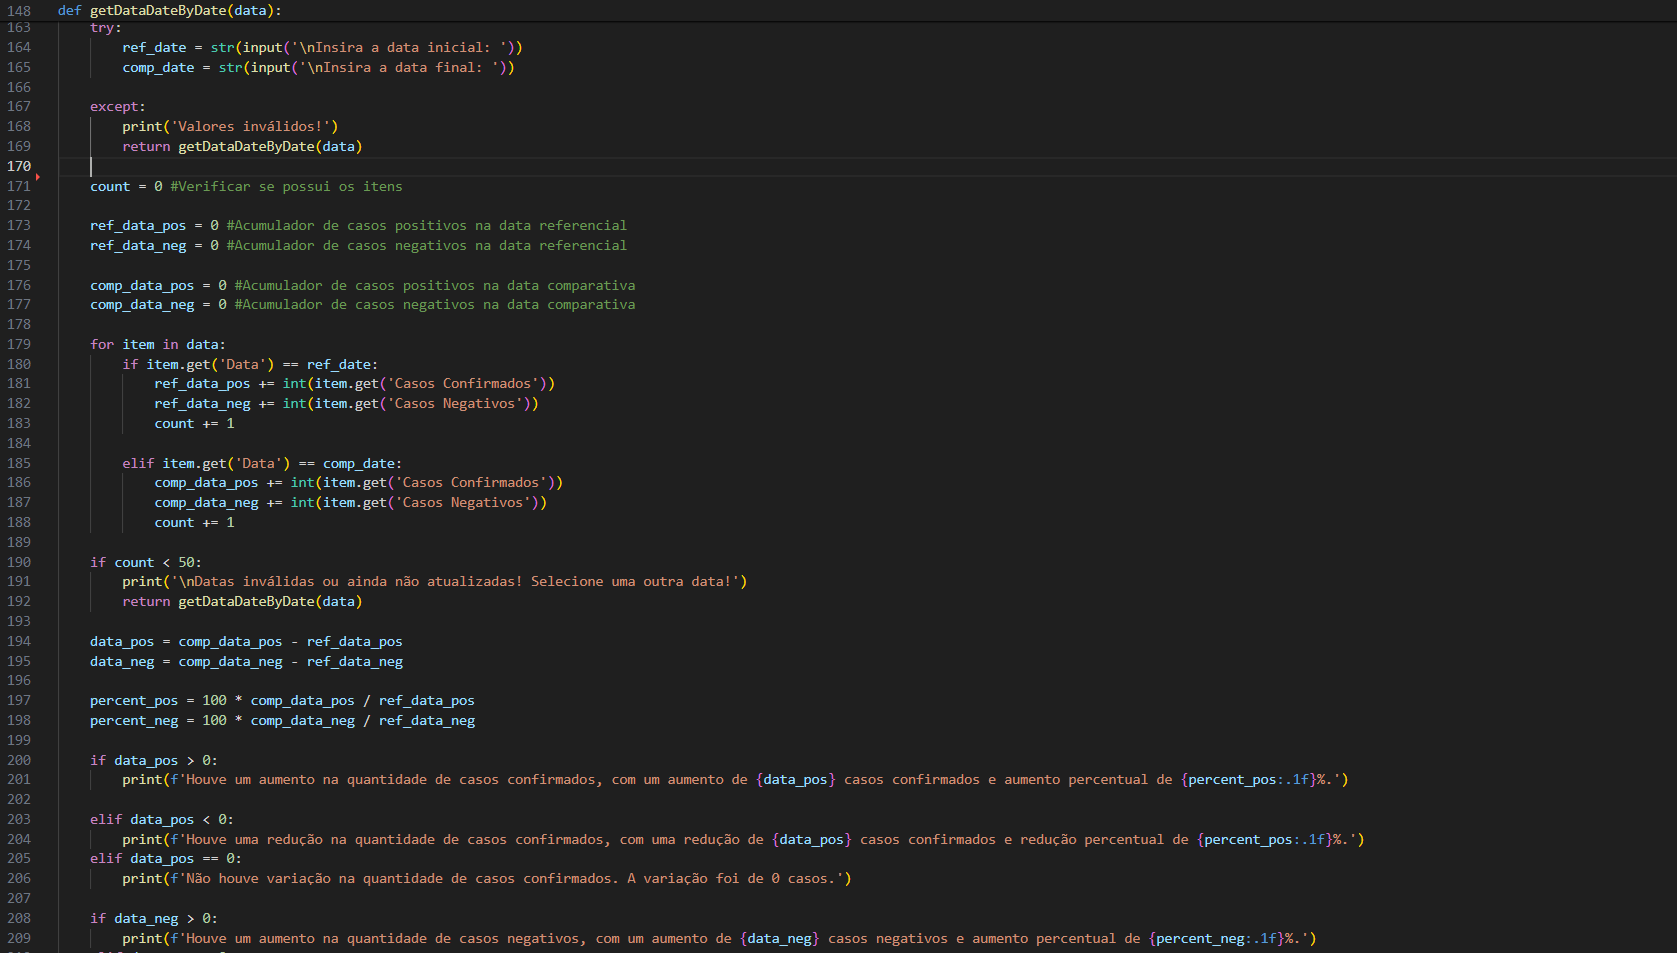 148 def getDataDateByDate(data):
163 try:
164 ref_date = str(input('\nInsira a data inicial: '))
165 comp_date = str(input('\nInsira a data final: '))
166
167 except:
168 print('Valores inválidos!')
169 return getDataDateByDate(data)
170
171 count = 0 #Verificar se possui os itens
172
173 ref_data_pos = 0 #Acumulador de casos positivos na data referencial
174 ref_data_neg = 0 #Acumulador de casos negativos na data referencial
175
176 comp_data_pos = 0 #Acumulador de casos positivos na data comparativa
177 comp_data_neg = 0 #Acumulador de casos negativos na data comparativa
178
179 for item in data:
180 if item.get('Data') == ref_date:
181 ref_data_pos += int(item.get('Casos Confirmados'))
182 ref_data_neg += int(item.get('Casos Negativos'))
183 count += 1
184
185 elif item.get('Data') == comp_date:
186 comp_data_pos += int(item.get('Casos Confirmados'))
187 comp_data_neg += int(item.get('Casos Negativos'))
188 count += 1
189
190 if count < 50:
191 print('\nDatas inválidas ou ainda não atualizadas! Selecione uma outra data!')
192 return getDataDateByDate(data)
193
194 data_pos = comp_data_pos - ref_data_pos
195 data_neg = comp_data_neg - ref_data_neg
196
197 percent_pos = 100 * comp_data_pos / ref_data_pos
198 percent_neg = 100 * comp_data_neg / ref_data_neg
199
200 if data_pos > 0:
201 print(f'Houve um aumento na quantidade de casos confirmados, com um aumento de {data_pos} casos confirmados e aumento percentual de {percent_pos:.1f}%.')
202
203 elif data_pos < 0:
204 print(f'Houve uma redução na quantidade de casos confirmados, com uma redução de {data_pos} casos confirmados e redução percentual de {percent_pos:.1f}%.')
205 elif data_pos == 0:
206 print(f'Não houve variação na quantidade de casos confirmados. A variação foi de 0 casos.')
207
208 if data_neg > 0:
209 print(f'Houve um aumento na quantidade de casos negativos, com um aumento de {data_neg} casos negativos e aumento percentual de {percent_neg:.1f}%.')